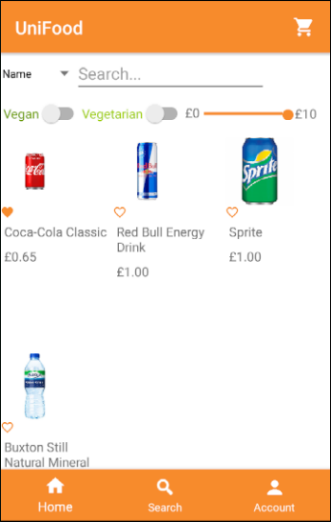 UniFood
Name
Search...
Vegan
Vegetarian
£0
£10
Coca-Cola Classic
£0.65
Red Bull Energy
Drink
£1.00
Sprite
Sprite
£1.00
Buxton Still
Natural Mineral
Home
Search
Account